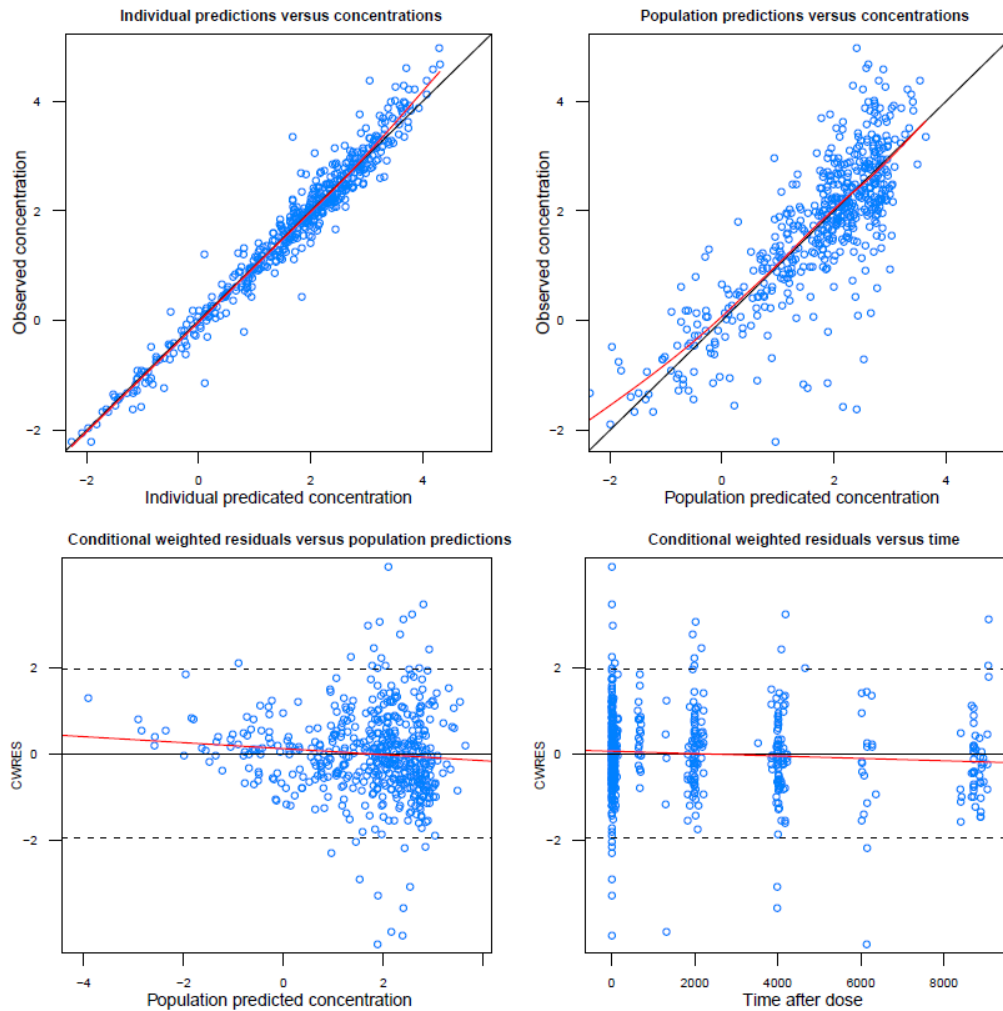 Individual predictions versus concentrations
4
2
0
−2
Observed concentration
−2
0
2
4
Individual predicated concentration
Population predictions versus concentrations
4
2
0
−2
Observed concentration
−2
0
2
4
Population predicated concentration
Conditional weighted residuals versus population predictions
2
0
−2
CWRES
−4
−2
0
2
Population predicted concentration
Conditional weighted residuals versus time
2
0
−2
CWRES
0
2000
4000
6000
8000
Time after dose